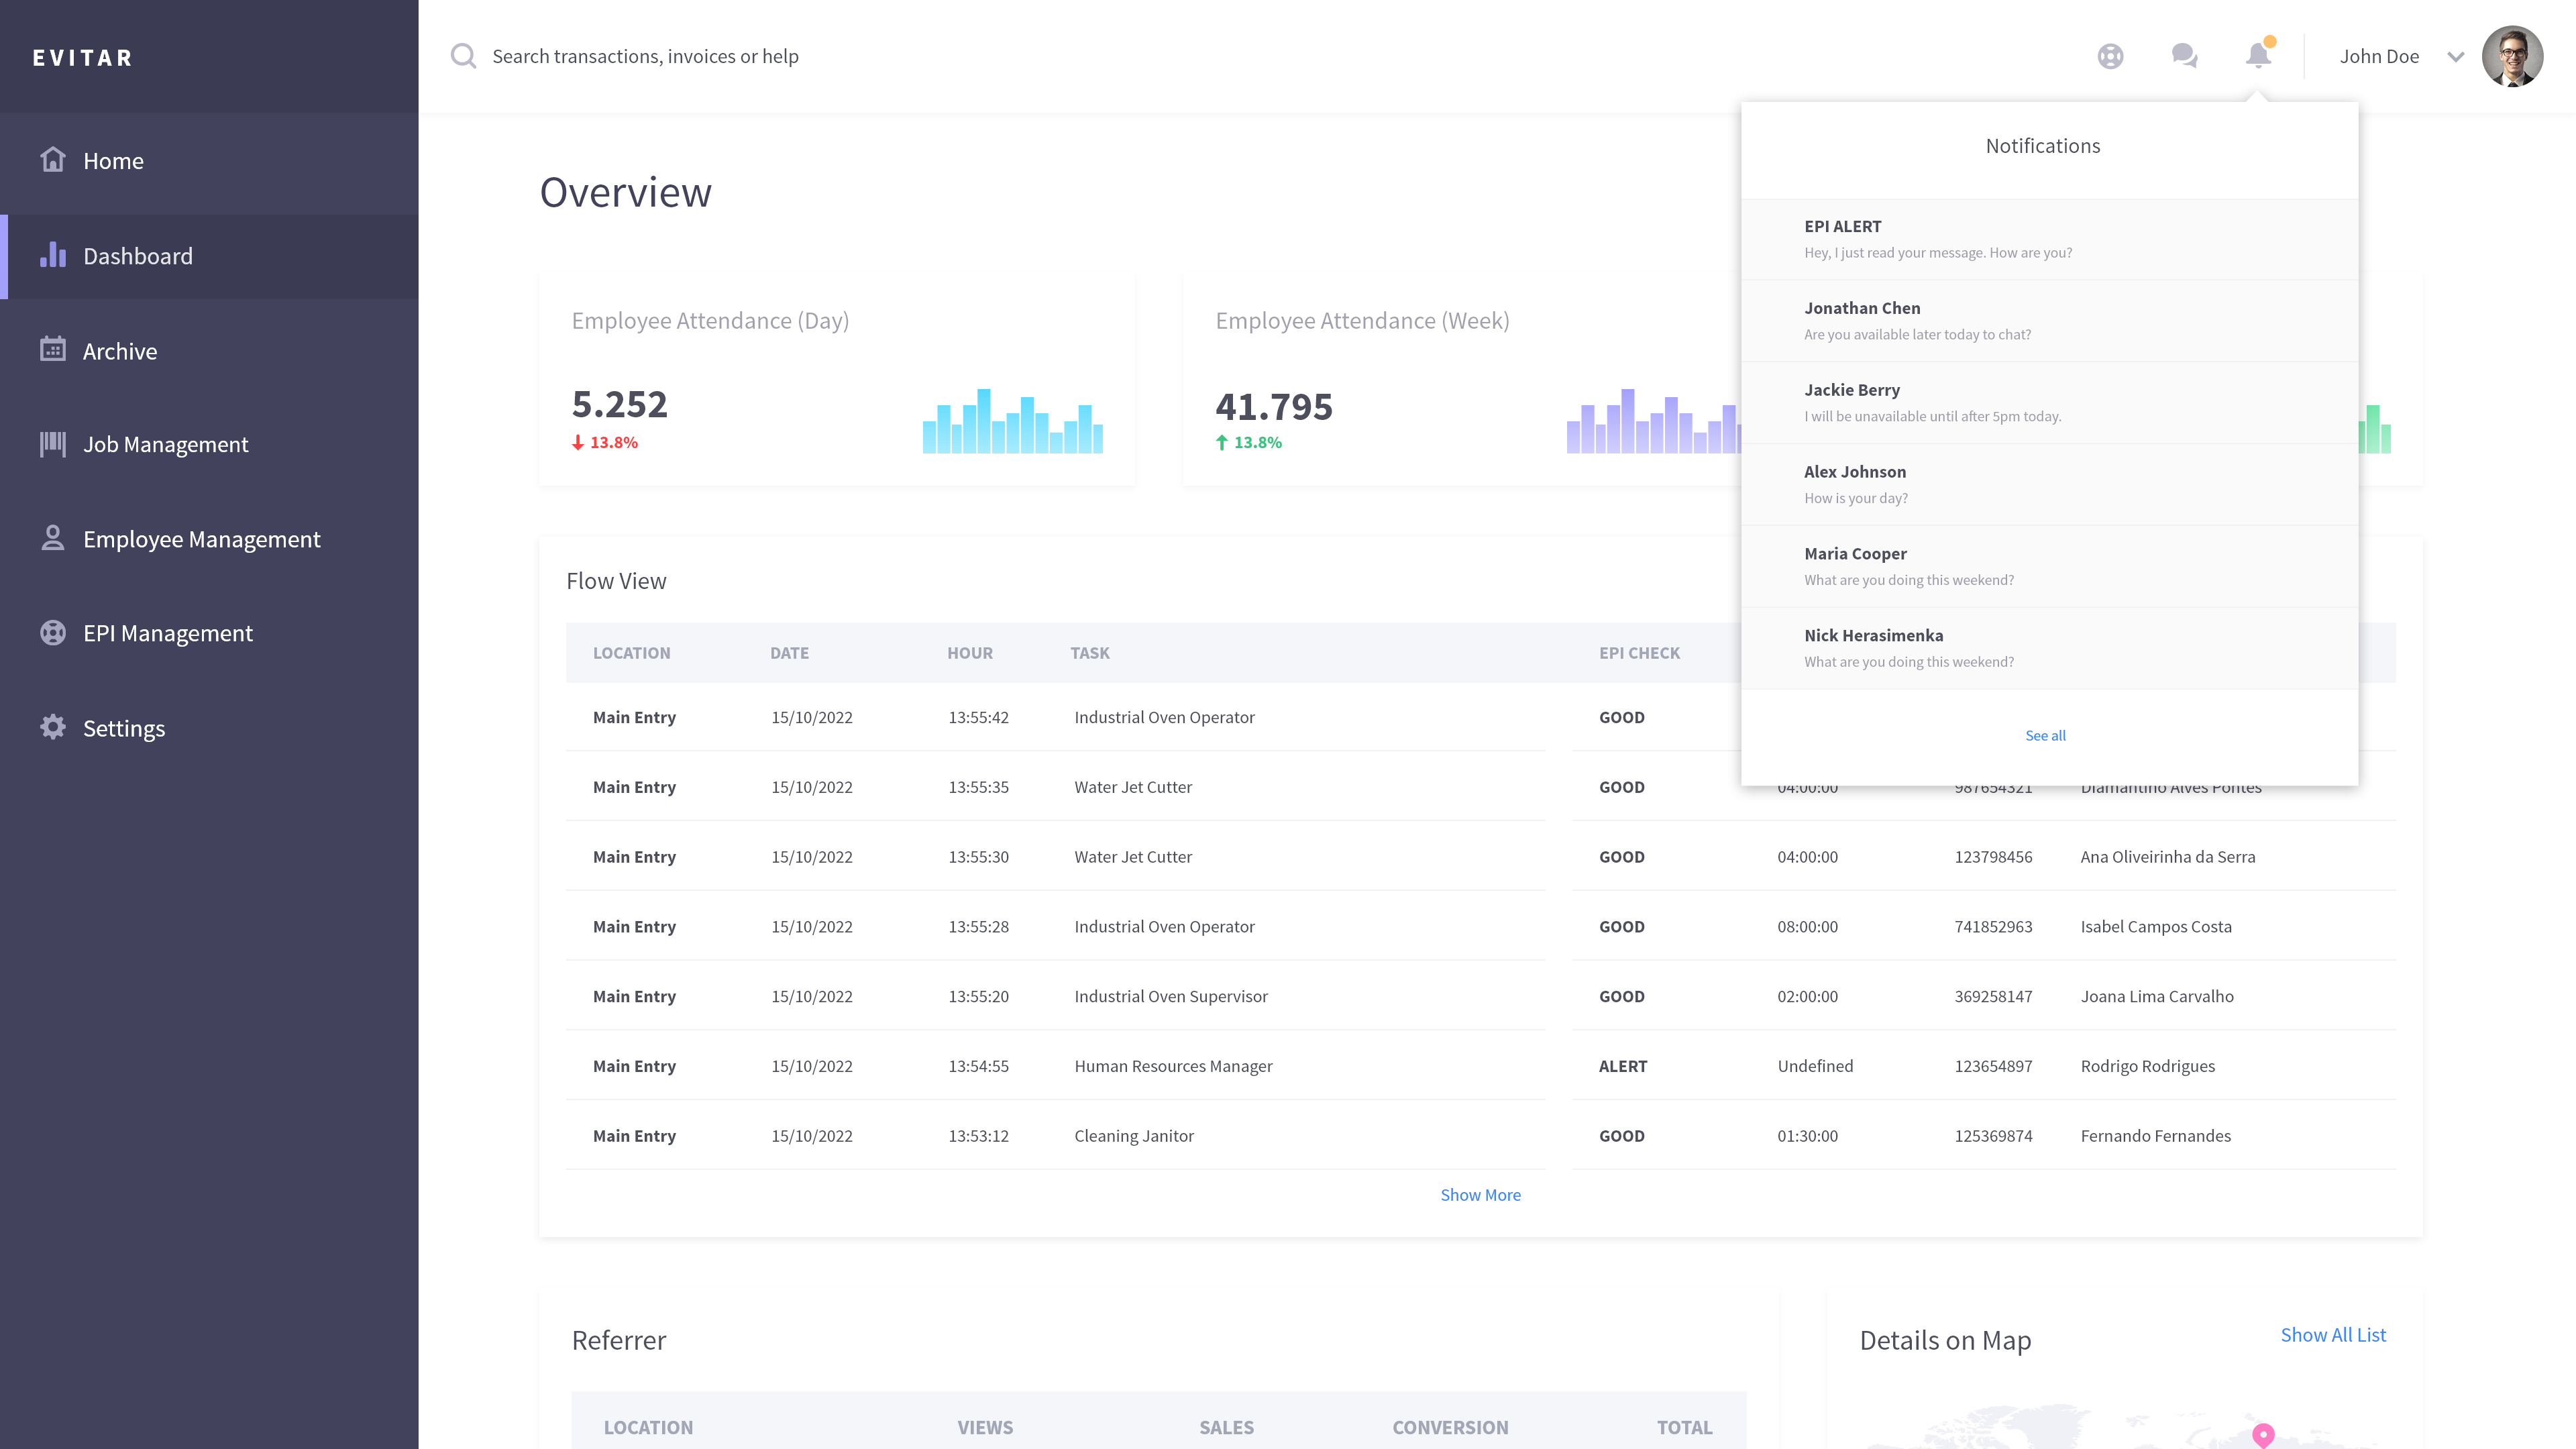 EVITAR
Search transactions, invoices or help
John Doe
Home
Dashboard
Archive
Job Management
Employee Management
EPI Management
Settings
Overview
Employee Attendance (Day)
5.252
13.8%
Employee Attendance (Week)
41.795
13.8%
Notifications
EPI ALERT
Hey, I just read your message. How are you?
Jonathan Chen
Are you available later today to chat?
Jackie Berry
I will be unavailable until after 5pm today.
Alex Johnson
How is your day?
Maria Cooper
What are you doing this weekend?
Nick Herasimenka
What are you doing this weekend?
See all
Flow View
LOCATION DATE HOUR TASK EPI CHECK
Main Entry 15/10/2022 13:55:42 Industrial Oven Operator GOOD
Main Entry 15/10/2022 13:55:35 Water Jet Cutter GOOD 04:00:00 987654321 Diamantino Alves Pontes
Main Entry 15/10/2022 13:55:30 Water Jet Cutter GOOD 04:00:00 123798456 Ana Oliveirinha da Serra
Main Entry 15/10/2022 13:55:28 Industrial Oven Operator GOOD 08:00:00 741852963 Isabel Campos Costa
Main Entry 15/10/2022 13:55:20 Industrial Oven Supervisor GOOD 02:00:00 369258147 Joana Lima Carvalho
Main Entry 15/10/2022 13:54:55 Human Resources Manager ALERT Undefined 123654897 Rodrigo Rodrigues
Main Entry 15/10/2022 13:53:12 Cleaning Janitor GOOD 01:30:00 125369874 Fernando Fernandes
Show More
Referrer
LOCATION VIEWS SALES CONVERSION TOTAL
Details on Map
Show All List